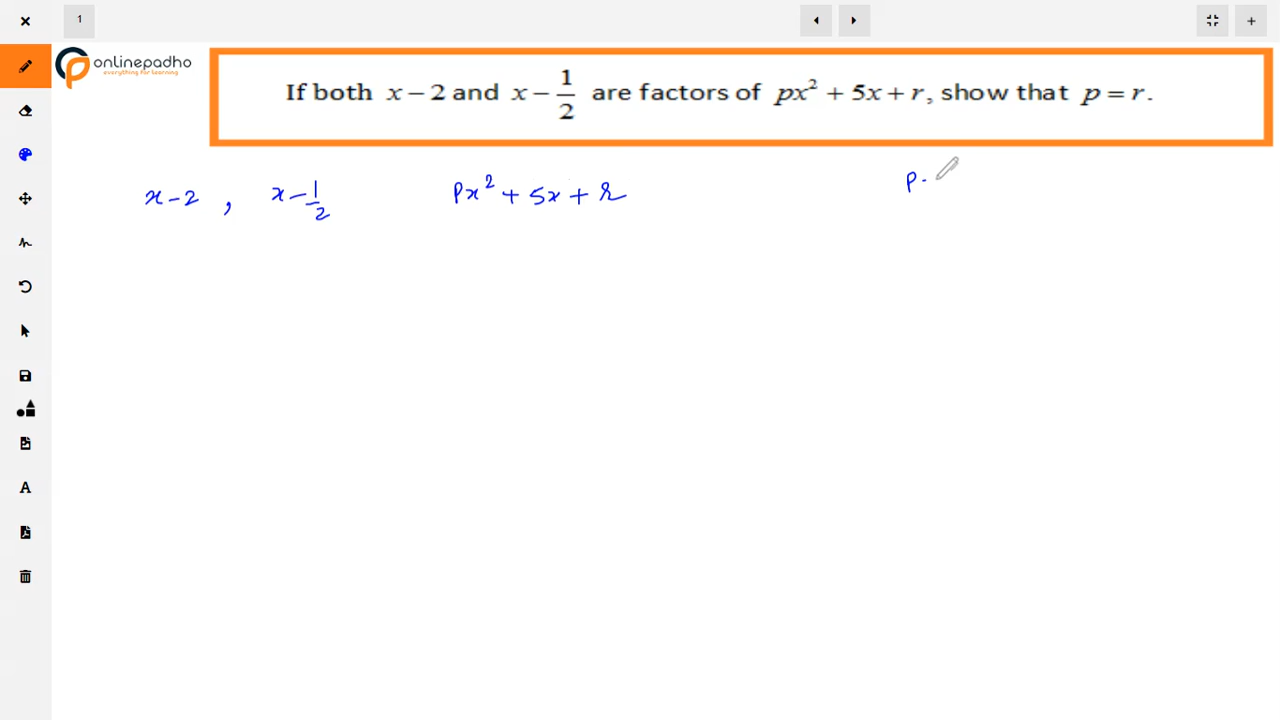 1
onlinepadho
everything for learning
If both x − 2 and x − 1/2 are factors of px² + 5x + r, show that p = r.
x-2 , x-1/2 px² + 5x + r p-
A